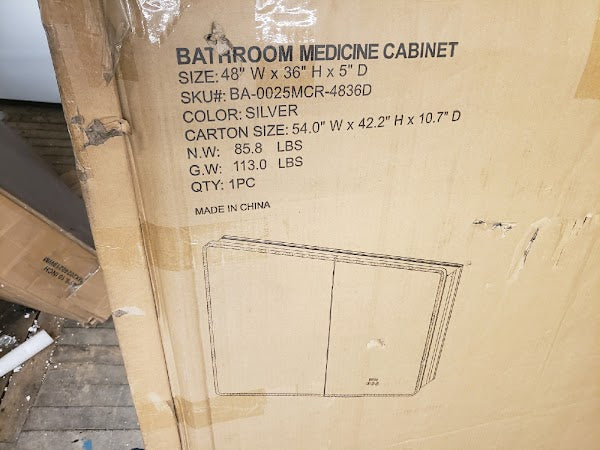 BATHROOM MEDICINE CABINET
SIZE: 48" W x 36" H x 5" D
SKU#: BA-0025MCR-4836D
COLOR: SILVER
CARTON SIZE: 54.0" W x 42.2" H x 10.7" D
N.W: 85.8 LBS
G.W: 113.0 LBS
QTY: 1PC
MADE IN CHINA